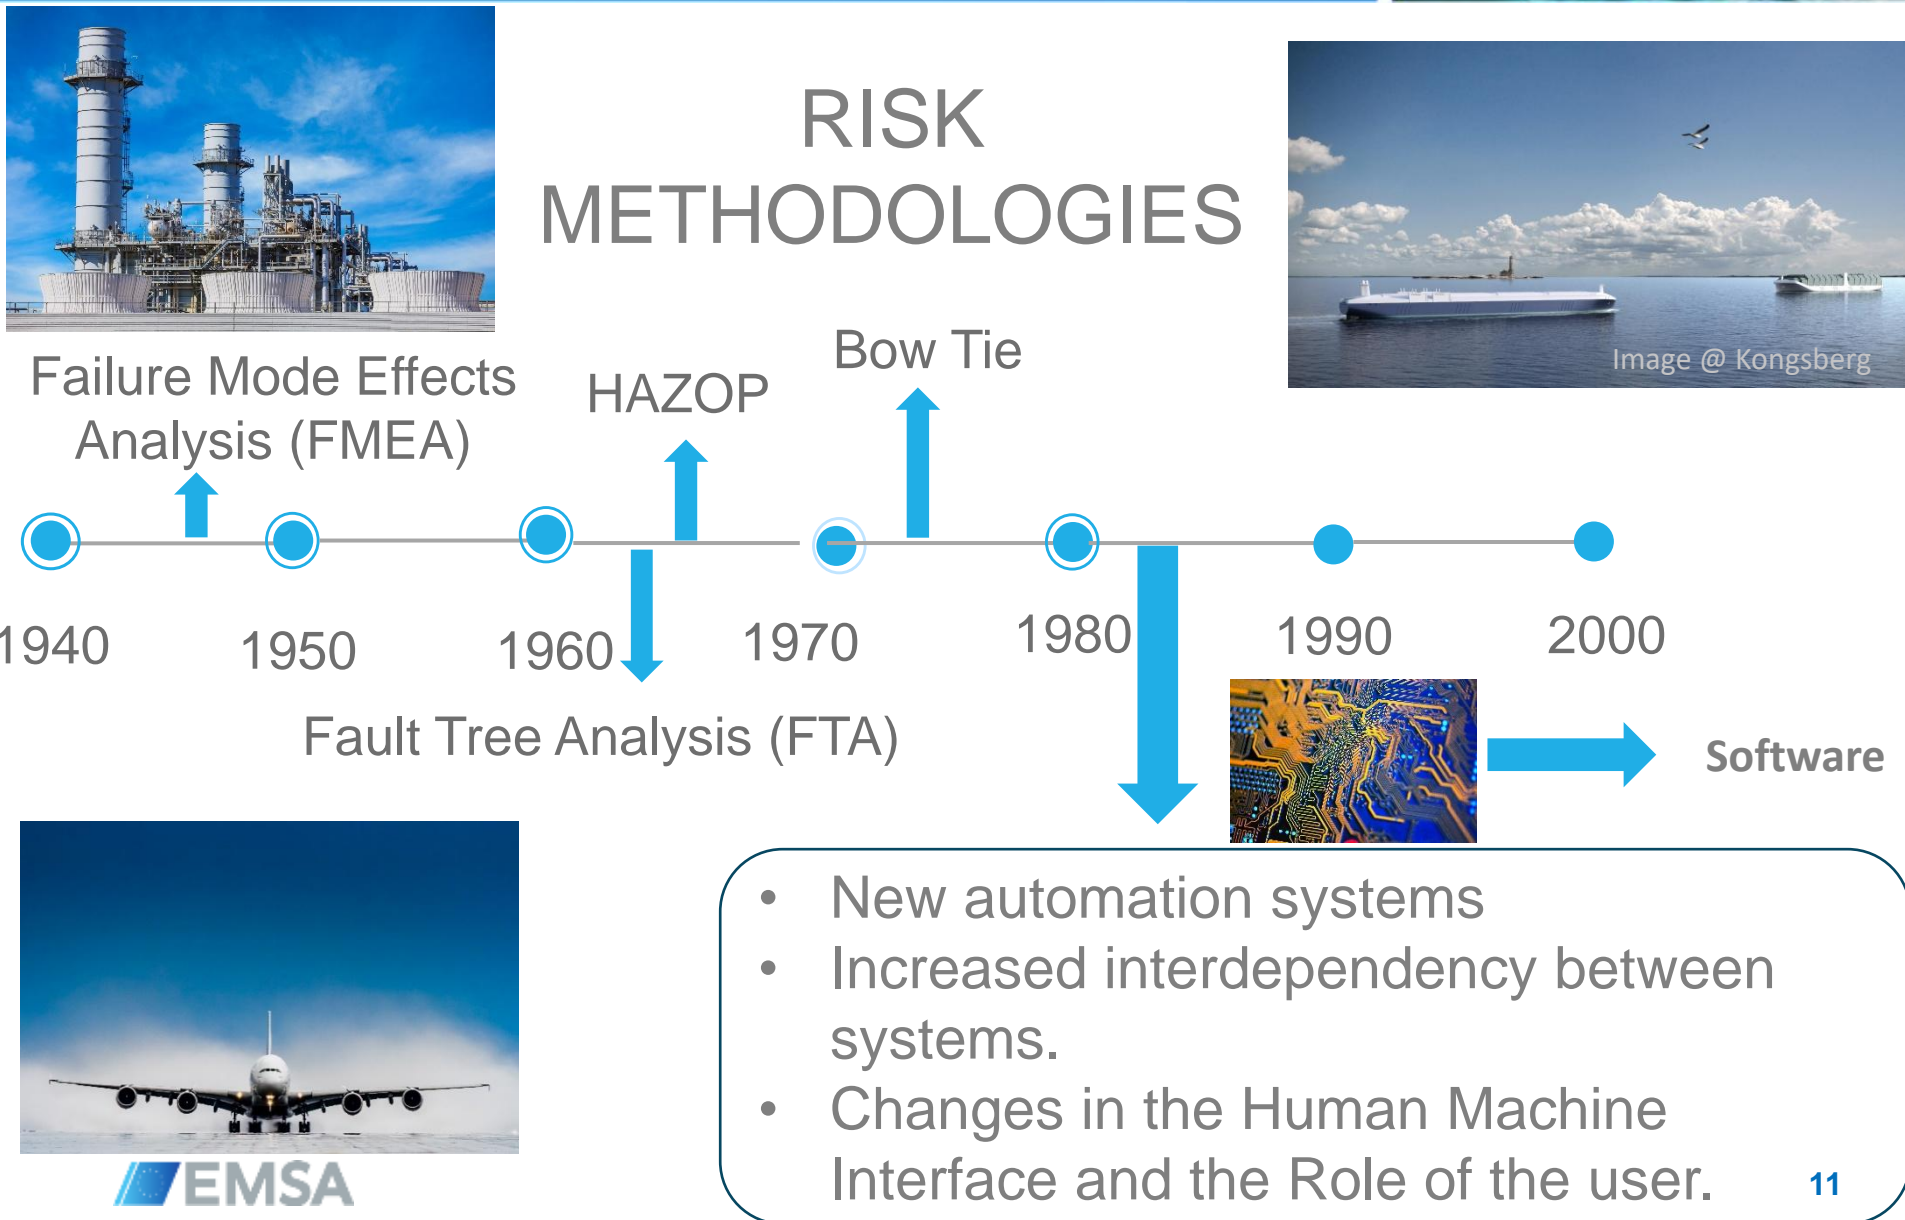 RISK
METHODOLOGIES
Image @ Kongsberg
Failure Mode Effects
Analysis (FMEA)
HAZOP
Bow Tie
1940
1950
1960
1970
1980
1990
2000
Fault Tree Analysis (FTA)
Software
• New automation systems
• Increased interdependency between
systems.
• Changes in the Human Machine
Interface and the Role of the user.
EMSA
11